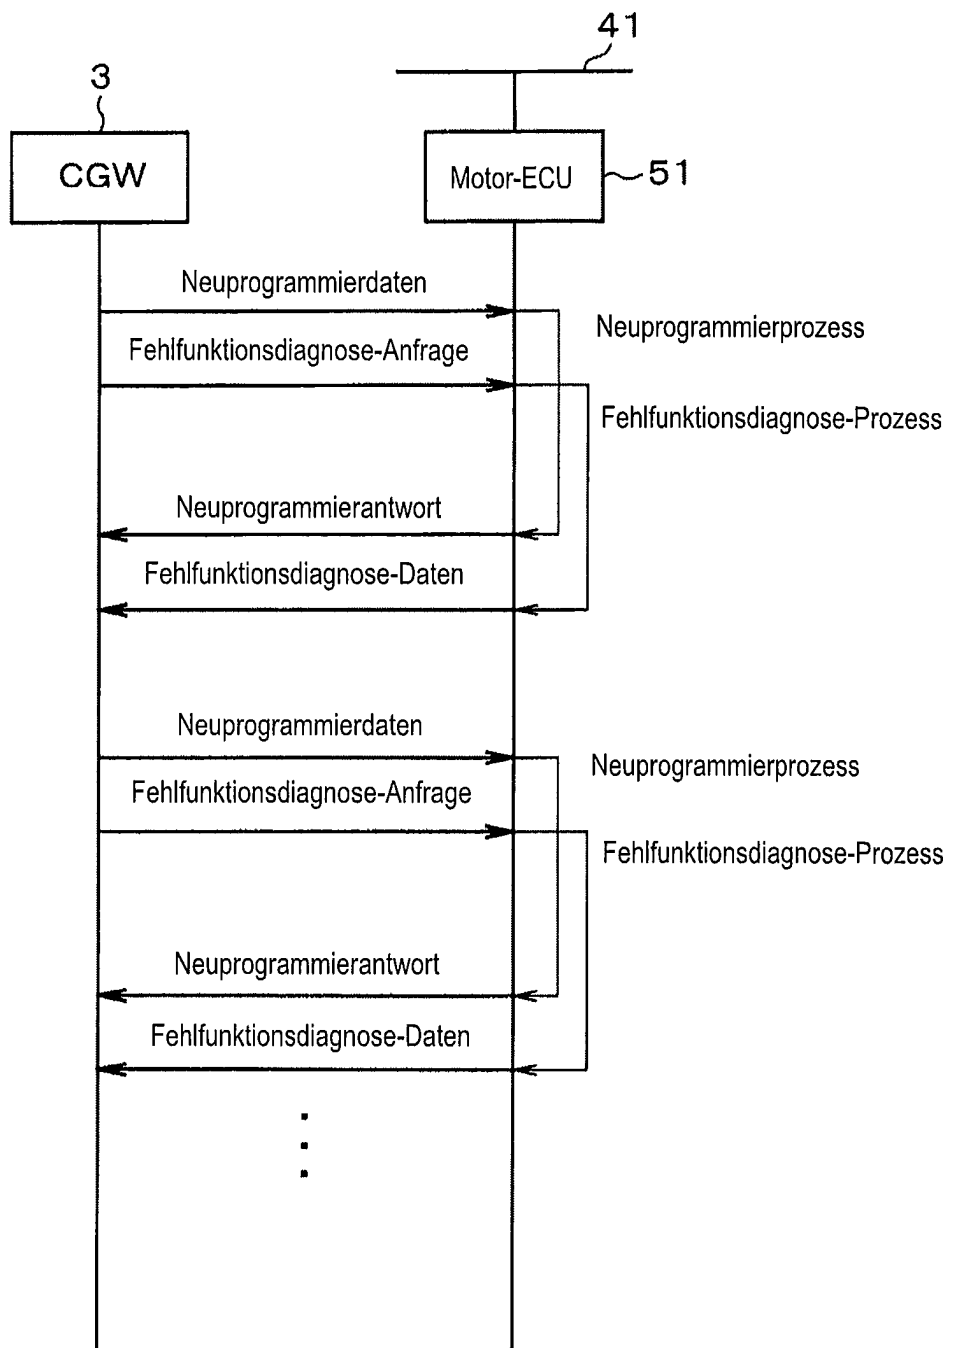 41
3
CGW
Motor-ECU
51
Neuprogrammierdaten
Neuprogrammierprozess
Fehlfunktionsdiagnose-Anfrage
Fehlfunktionsdiagnose-Prozess
Neuprogrammierantwort
Fehlfunktionsdiagnose-Daten
Neuprogrammierdaten
Neuprogrammierprozess
Fehlfunktionsdiagnose-Anfrage
Fehlfunktionsdiagnose-Prozess
Neuprogrammierantwort
Fehlfunktionsdiagnose-Daten